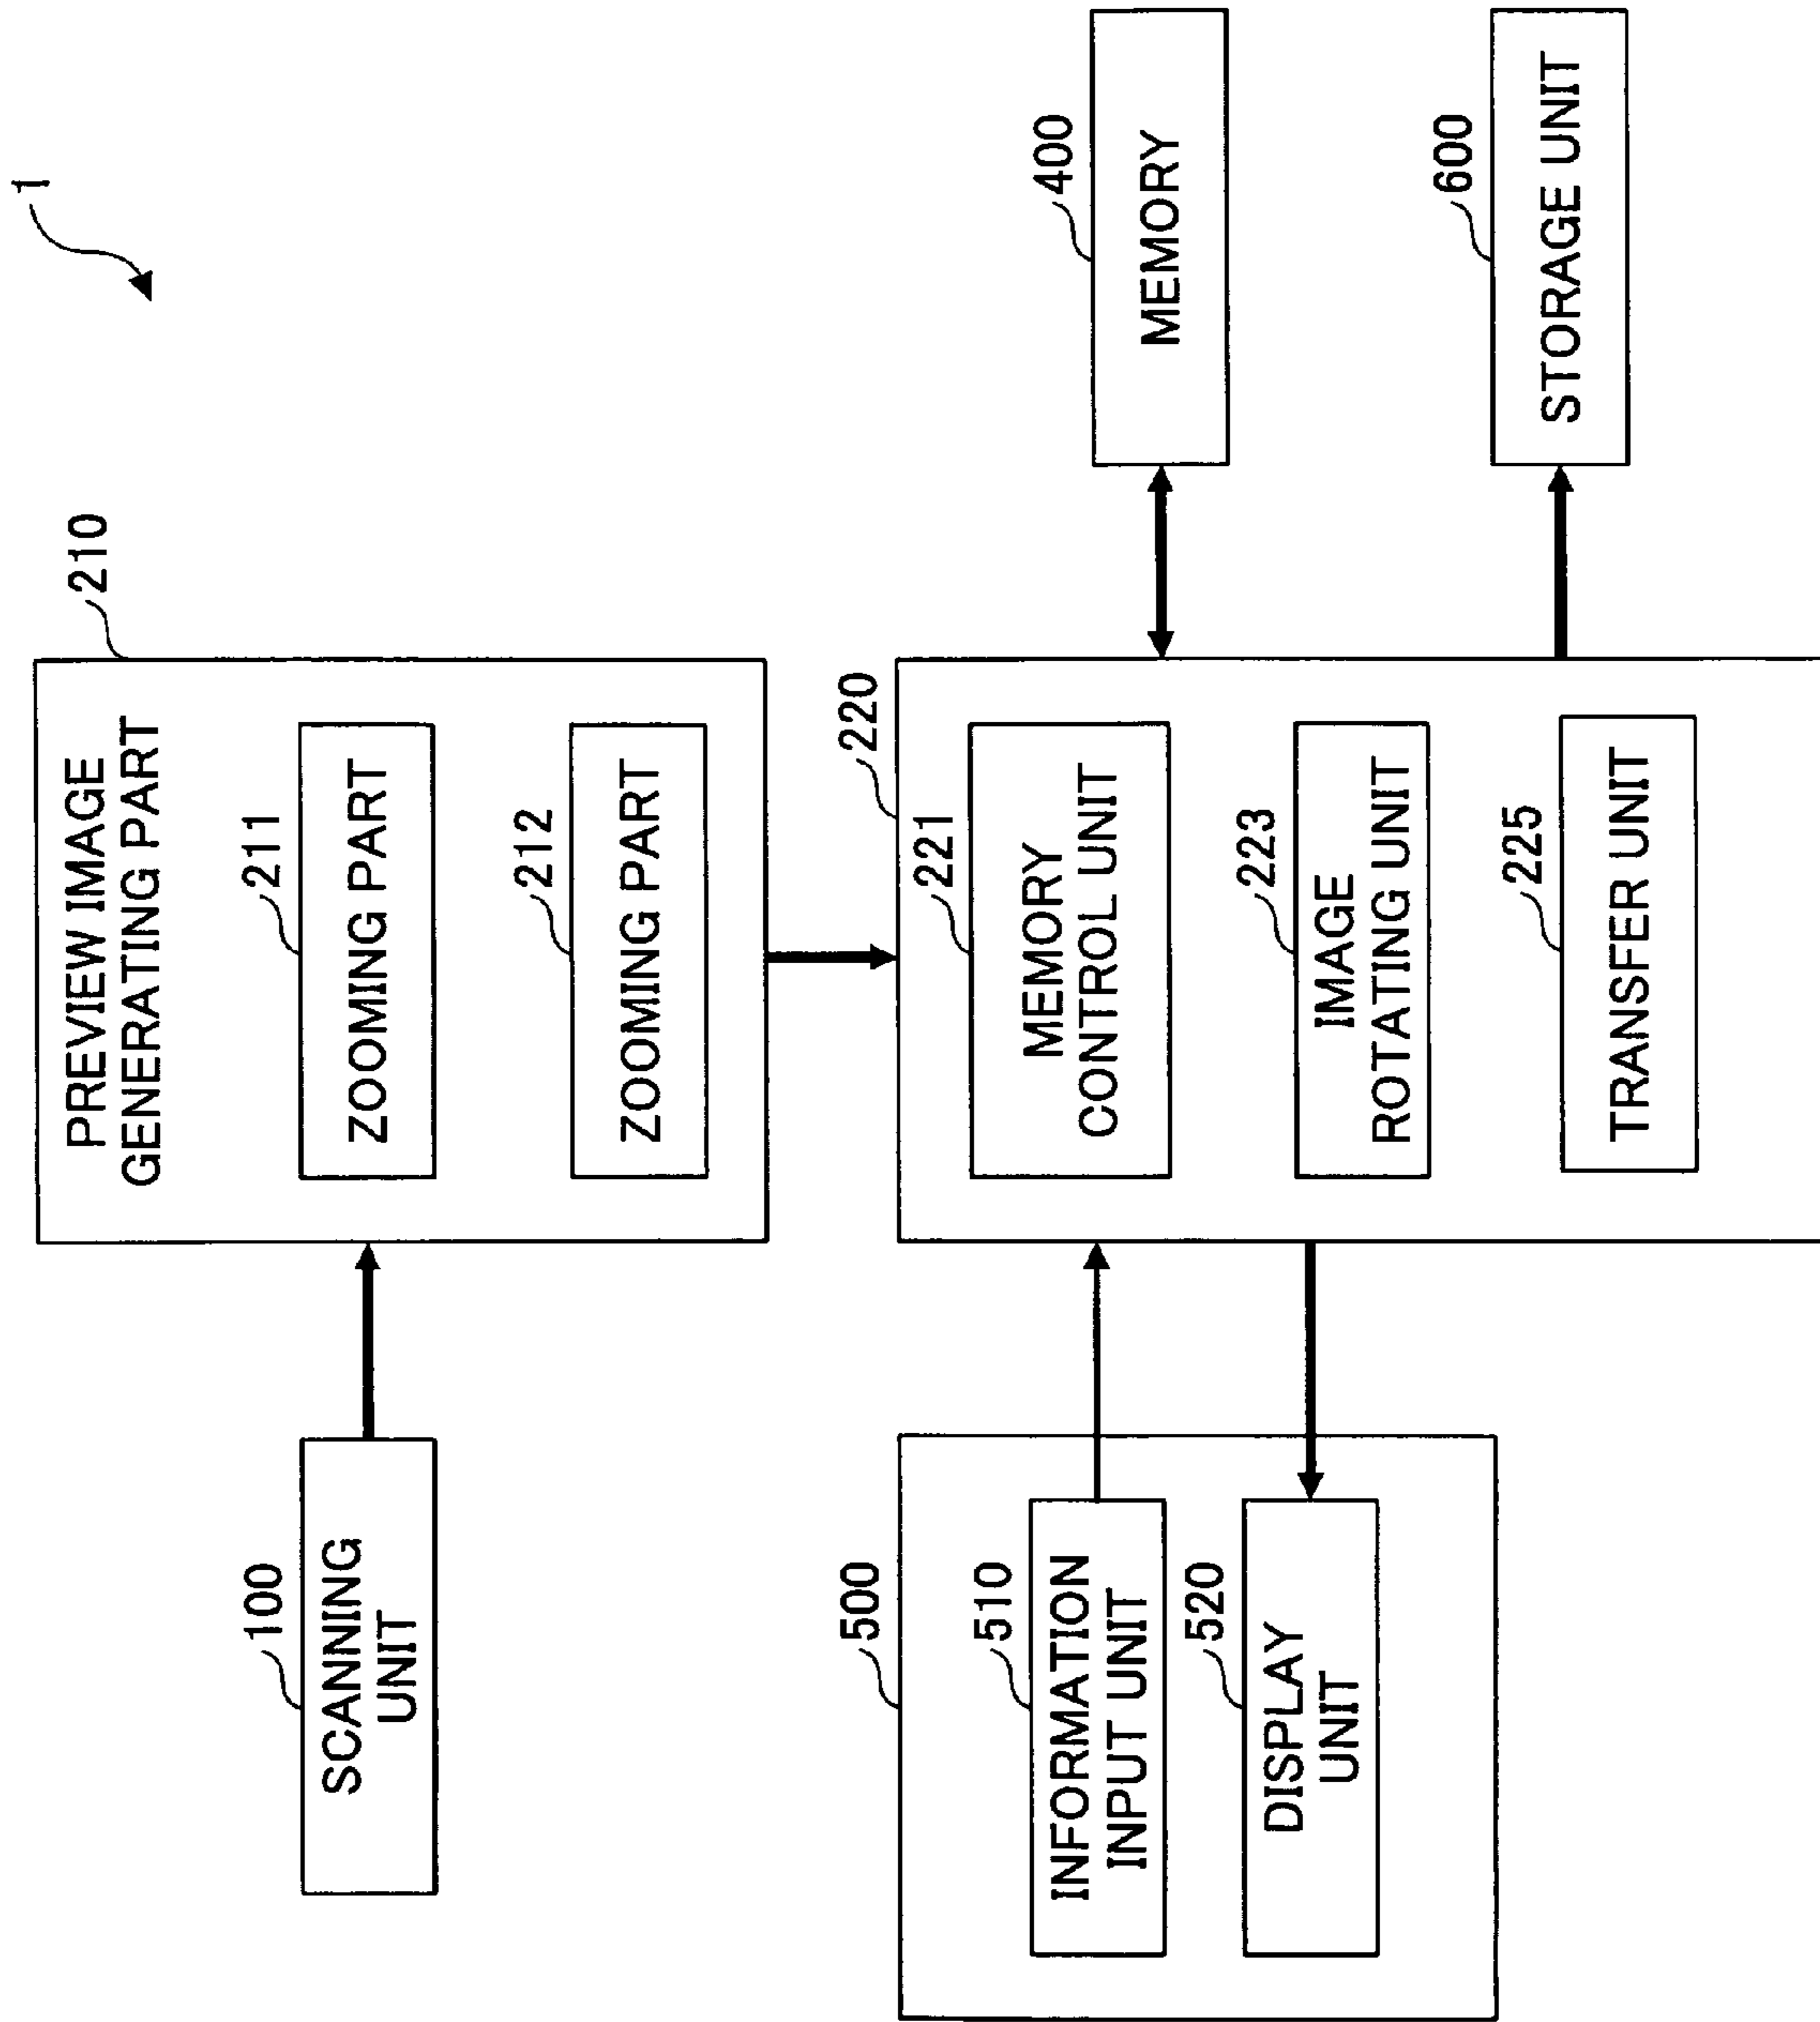 1
100
SCANNING
UNIT
210
PREVIEW IMAGE
GENERATING PART
211
ZOOMING PART
212
ZOOMING PART
500
510
INFORMATION
INPUT UNIT
520
DISPLAY
UNIT
220
221
MEMORY
CONTROL UNIT
223
IMAGE
ROTATING UNIT
225
TRANSFER UNIT
400
MEMORY
600
STORAGE UNIT